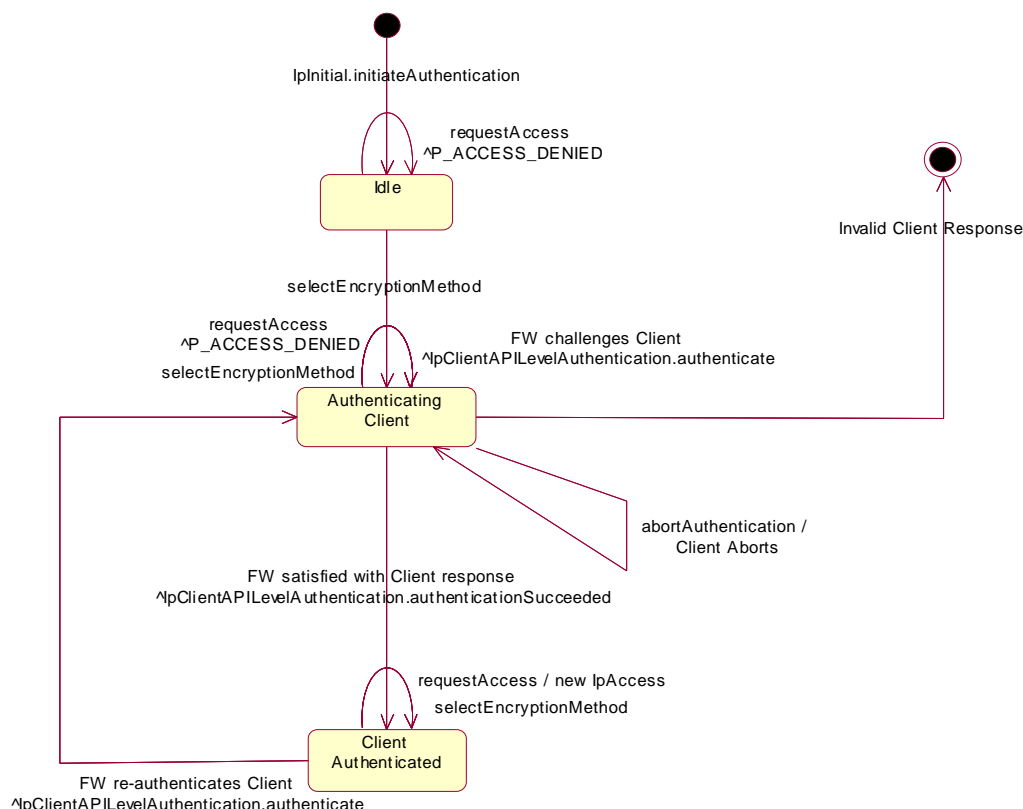 IpInitial.initiateAuthentication
requestAccess
^P_ACCESS_DENIED
Idle
selectEncryptionMethod
Invalid Client Response
requestAccess
^P_ACCESS_DENIED
selectEncryptionMethod
FW challenges Client
^IpClientAPILevelAuthentication.authenticate
Authenticating
Client
abortAuthentication /
Client Aborts
FW satisfied with Client response
^IpClientAPILevelAuthentication.authenticationSucceeded
requestAccess / new IpAccess
selectEncryptionMethod
Client
Authenticated
FW re-authenticates Client
^IpClientAPILevelAuthentication.authenticate